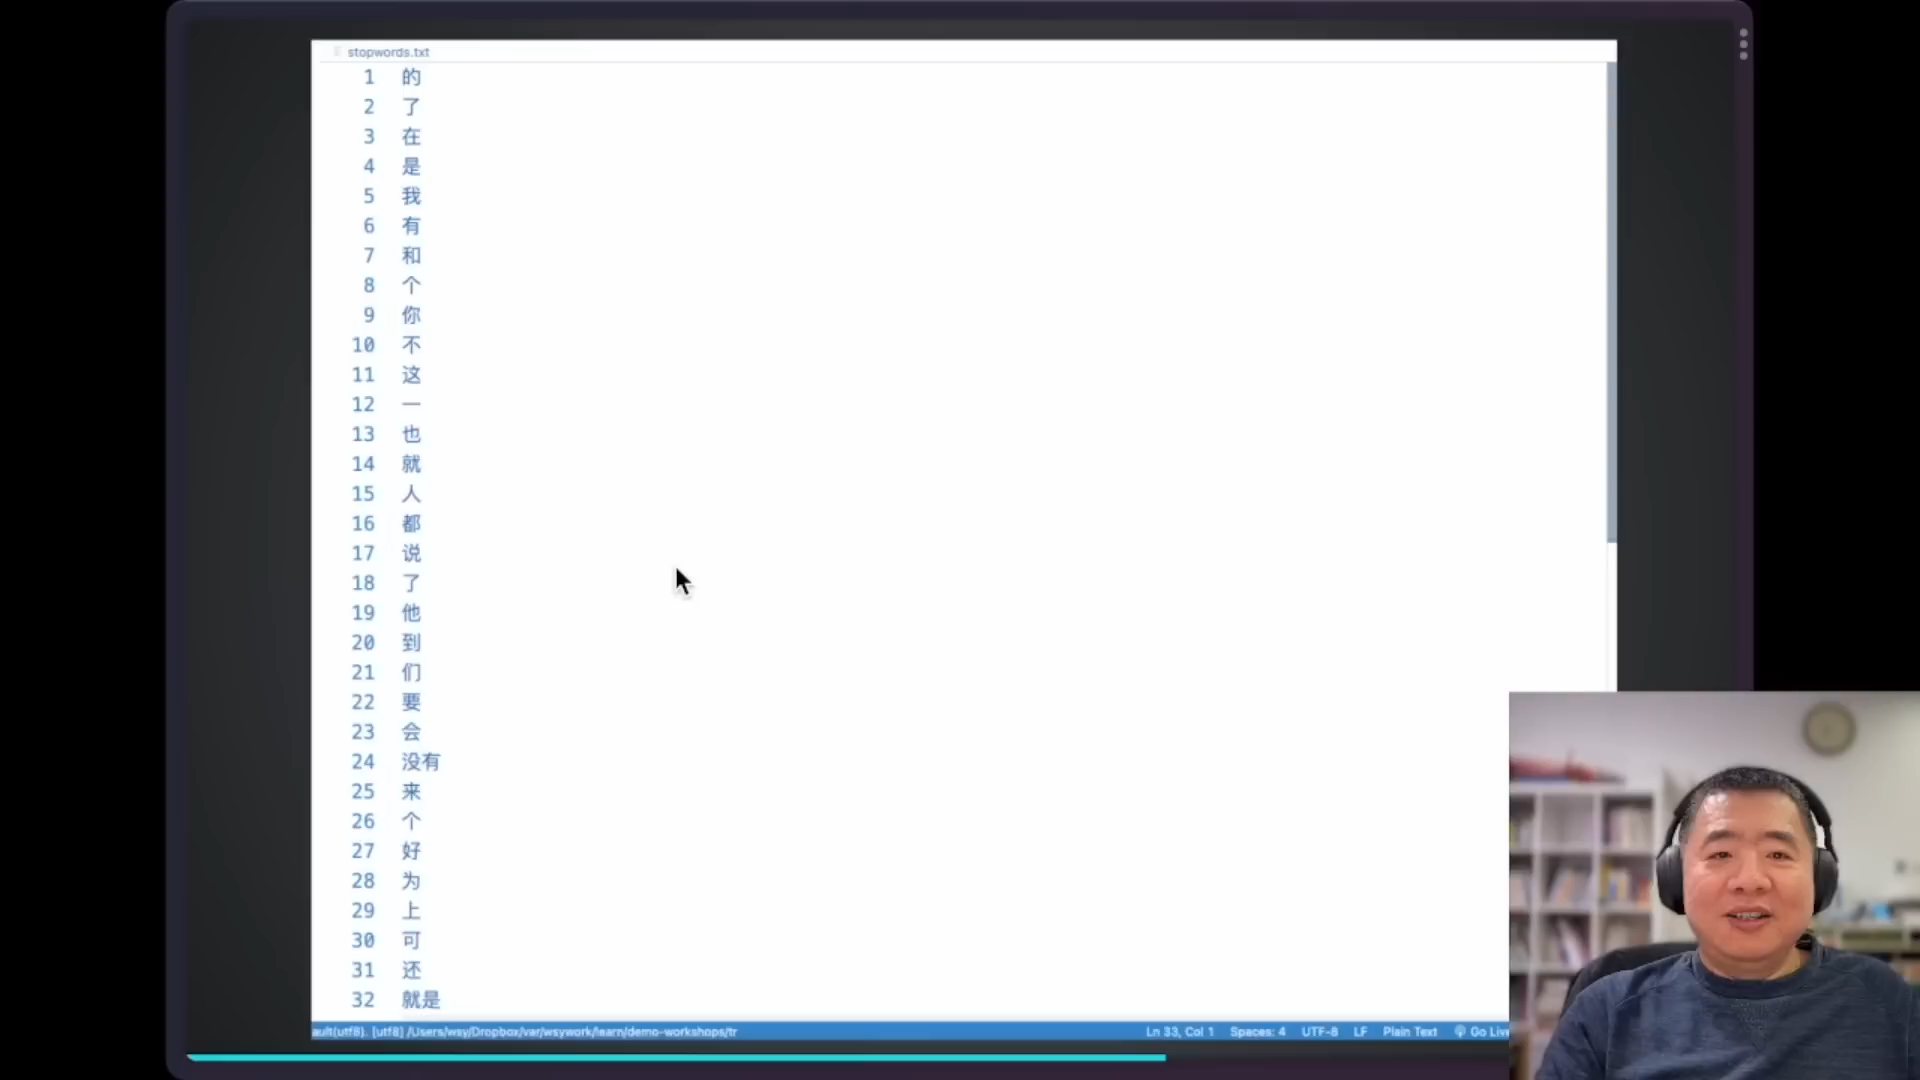 stopwords.txt
1 的
2 了
3 在
4 是
5 我
6 有
7 和
8 个
9 你
10 不
11 这
12 一
13 也
14 就
15 人
16 都
17 说
18 了
19 他
20 到
21 们
22 要
23 会
24 没有
25 来
26 个
27 好
28 为
29 上
30 可
31 还
32 就是
ault(utf8). [utf8] /Users/wsy/Dropbox/var/wsywork/learn/demo-workshops/tr Ln 33, Col 1 Spaces: 4 UTF-8 LF Plain Text Go Live